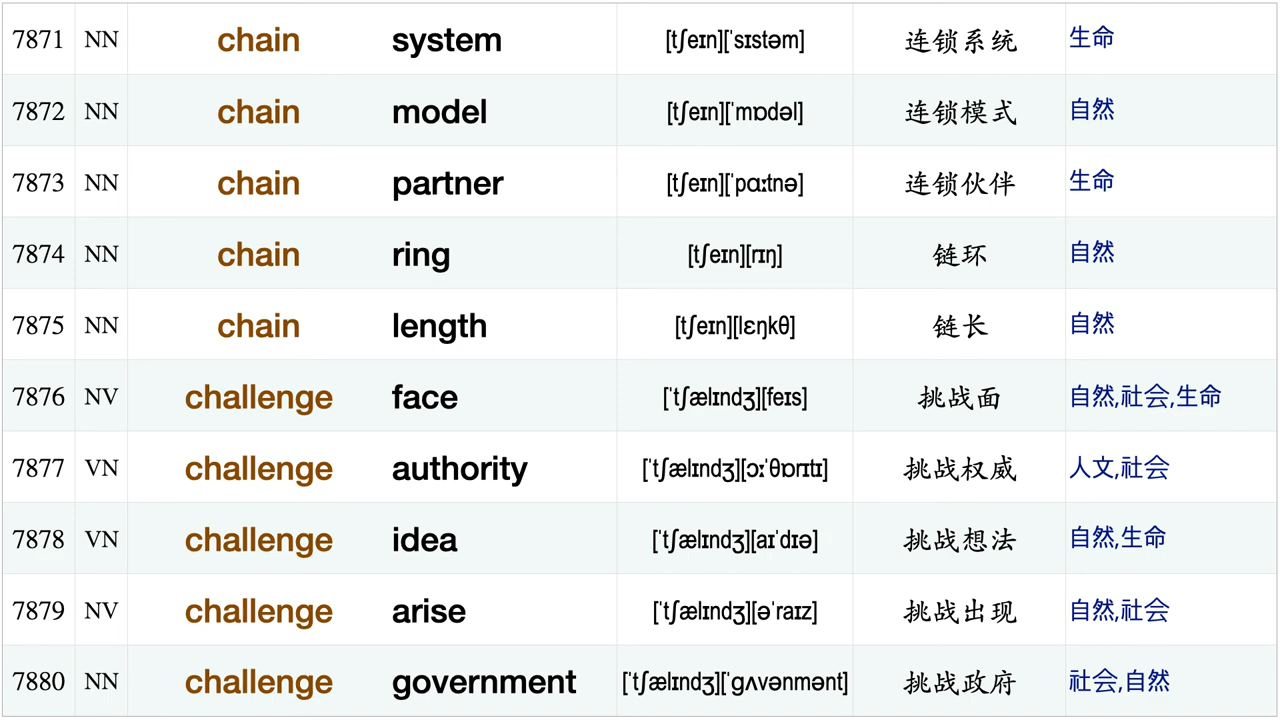 7871 NN chain system [tʃeɪn][ˈsɪstəm] 连锁系统 生命
7872 NN chain model [tʃeɪn][ˈmɒdəl] 连锁模式 自然
7873 NN chain partner [tʃeɪn][ˈpɑːtnə] 连锁伙伴 生命
7874 NN chain ring [tʃeɪn][rɪŋ] 链环 自然
7875 NN chain length [tʃeɪn][lɛŋkθ] 链长 自然
7876 NV challenge face [ˈtʃælɪndʒ][feɪs] 挑战面 自然,社会,生命
7877 VN challenge authority [ˈtʃælɪndʒ][ɔːˈθɒrɪtɪ] 挑战权威 人文,社会
7878 VN challenge idea [ˈtʃælɪndʒ][aɪˈdɪə] 挑战想法 自然,生命
7879 NV challenge arise [ˈtʃælɪndʒ][əˈraɪz] 挑战出现 自然,社会
7880 NN challenge government [ˈtʃælɪndʒ][ˈɡʌvənmənt] 挑战政府 社会,自然